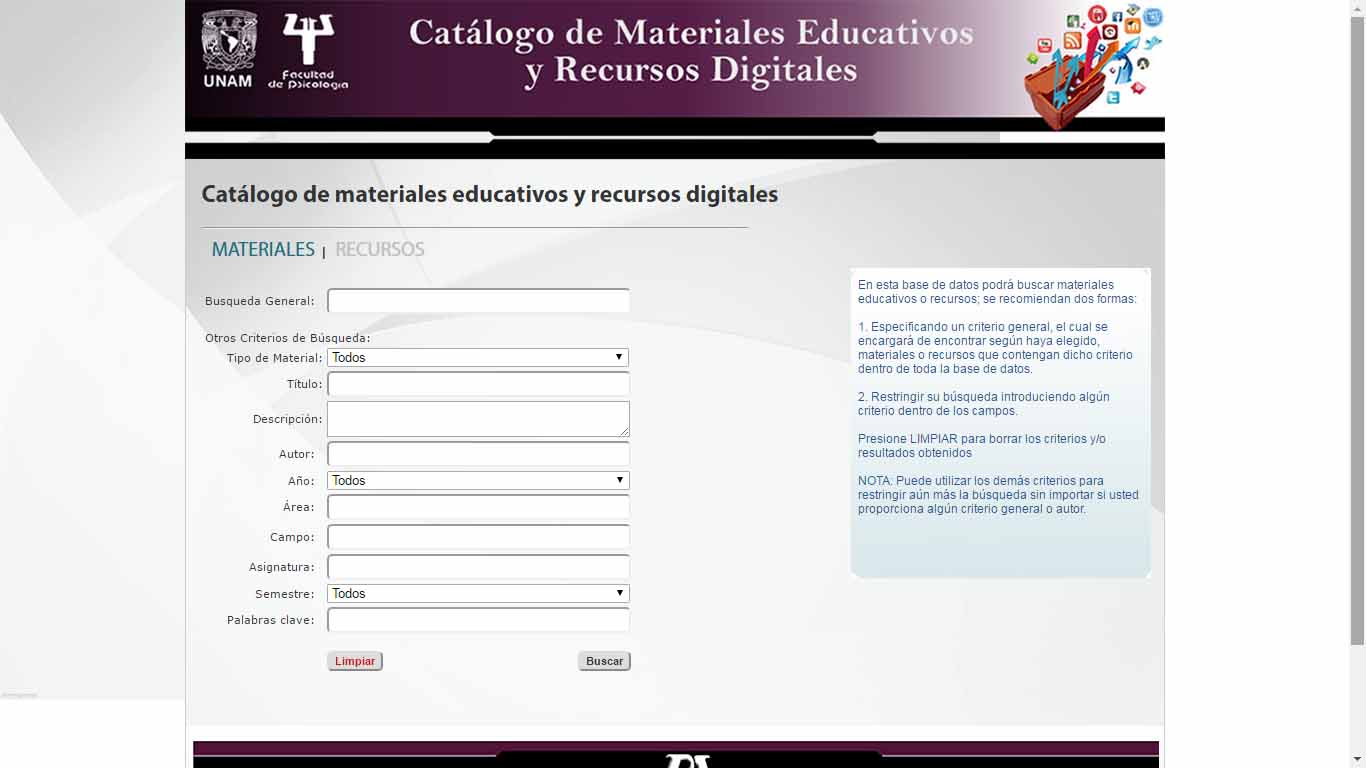 UNAM
Facultad
de Psicología
Catálogo de Materiales Educativos
y Recursos Digitales
Catálogo de materiales educativos y recursos digitales
MATERIALES | RECURSOS
Busqueda General:
Otros Criterios de Búsqueda:
Tipo de Material: Todos
Título:
Descripción:
Autor:
Año: Todos
Área:
Campo:
Asignatura:
Semestre: Todos
Palabras clave:
Limpiar Buscar
En esta base de datos podrá buscar materiales
educativos o recursos; se recomiendan dos formas:
1. Especificando un criterio general, el cual se
encargará de encontrar según haya elegido,
materiales o recursos que contengan dicho criterio
dentro de toda la base de datos.
2. Restringir su búsqueda introduciendo algún
criterio dentro de los campos.
Presione LIMPIAR para borrar los criterios y/o
resultados obtenidos
NOTA: Puede utilizar los demás criterios para
restringir aún más la búsqueda sin importar si usted
proporciona algún criterio general o autor.